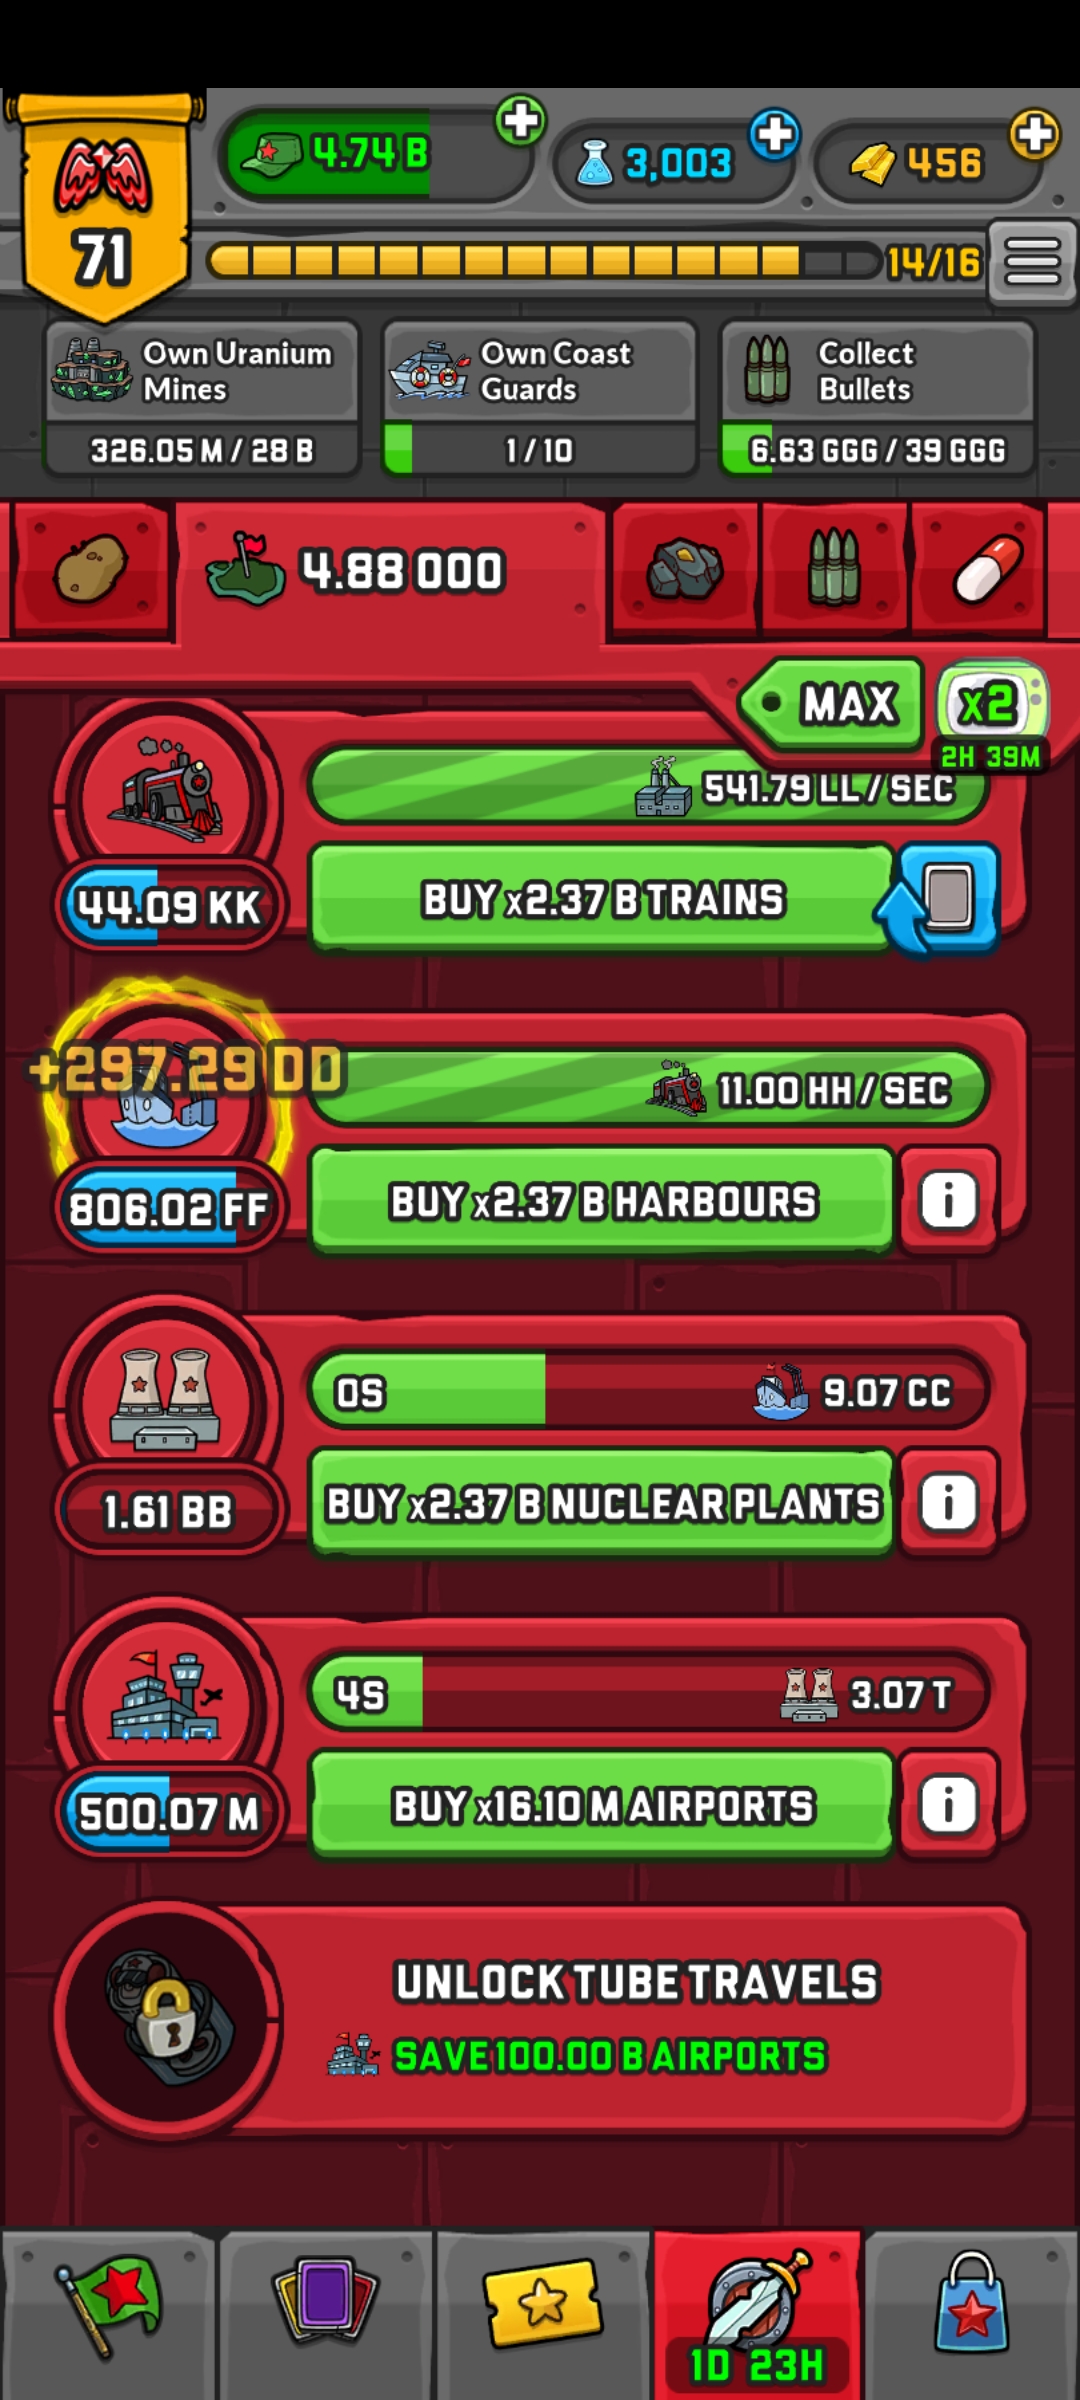 71
4.74 B
3,003
456
14/16
Own Uranium
Mines
326.05 M / 28 B
Own Coast
Guards
1 / 10
Collect
Bullets
6.63 GGG / 39 GGG
4.88 OOO
MAX
x2
2H 39M
541.79 LL / SEC
44.09 KK
BUY x2.37 B TRAINS
+297.29 DD
11.00 HH / SEC
806.02 FF
BUY x2.37 B HARBOURS
i
0S
9.07 CC
1.61 BB
BUY x2.37 B NUCLEAR PLANTS
i
4S
3.07 T
500.07 M
BUY x16.10 M AIRPORTS
i
UNLOCK TUBE TRAVELS
SAVE 100.00 B AIRPORTS
1D 23H